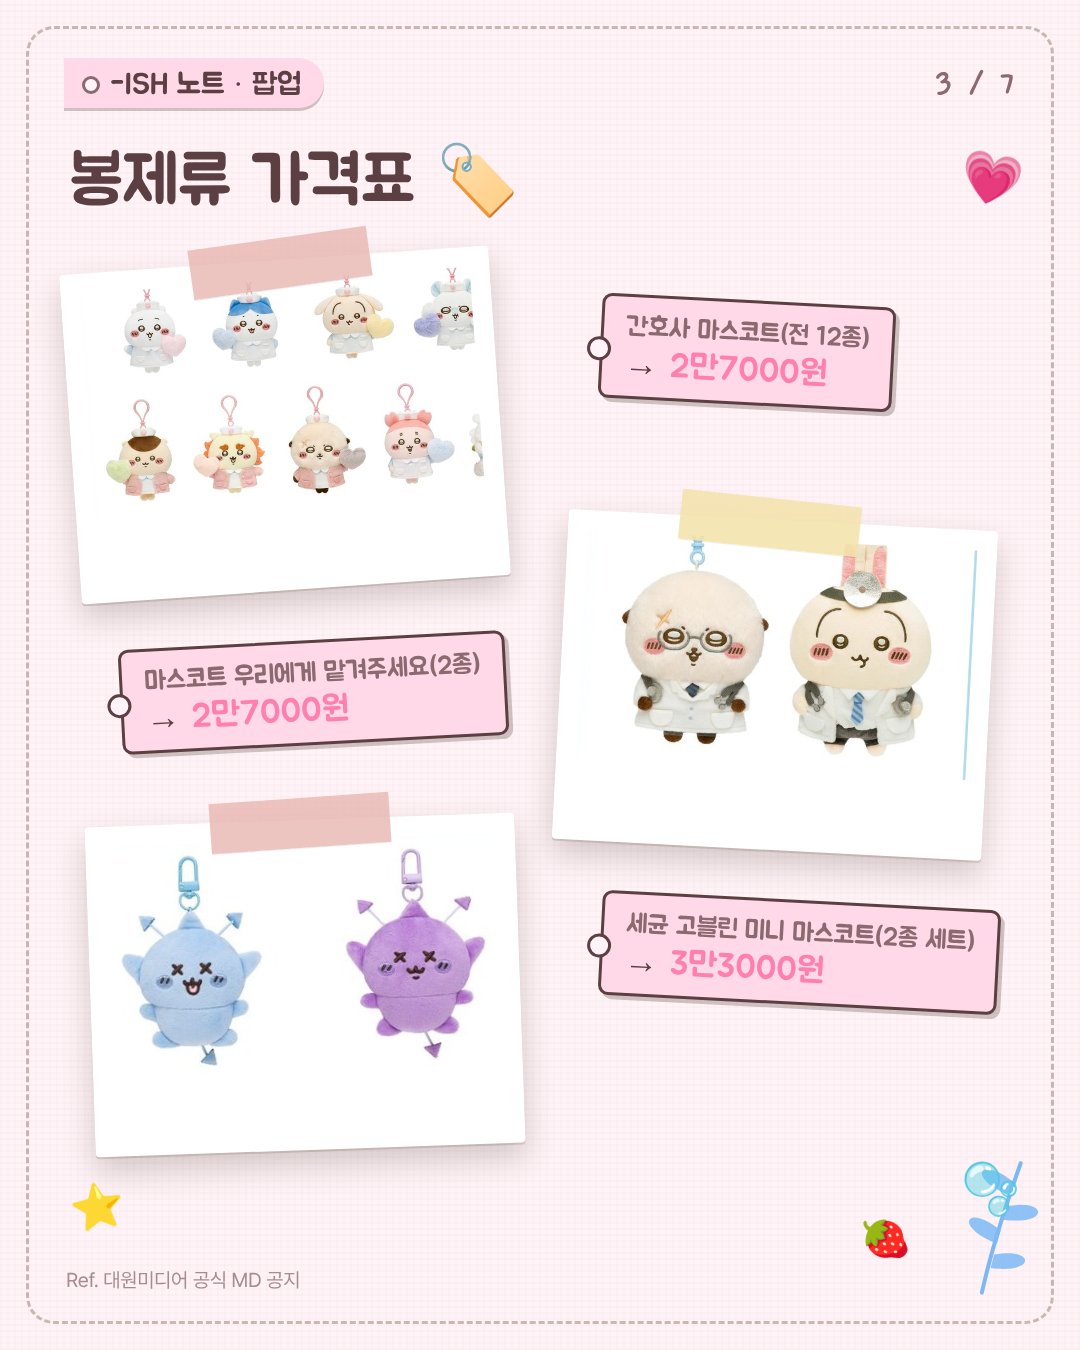 -ISH 노트 · 팝업
3 / 7
봉제류 가격표
간호사 마스코트(전 12종)
→ 2만7000원
마스코트 우리에게 맡겨주세요(2종)
→ 2만7000원
세균 고블린 미니 마스코트(2종 세트)
→ 3만3000원
Ref. 대원미디어 공식 MD 공지